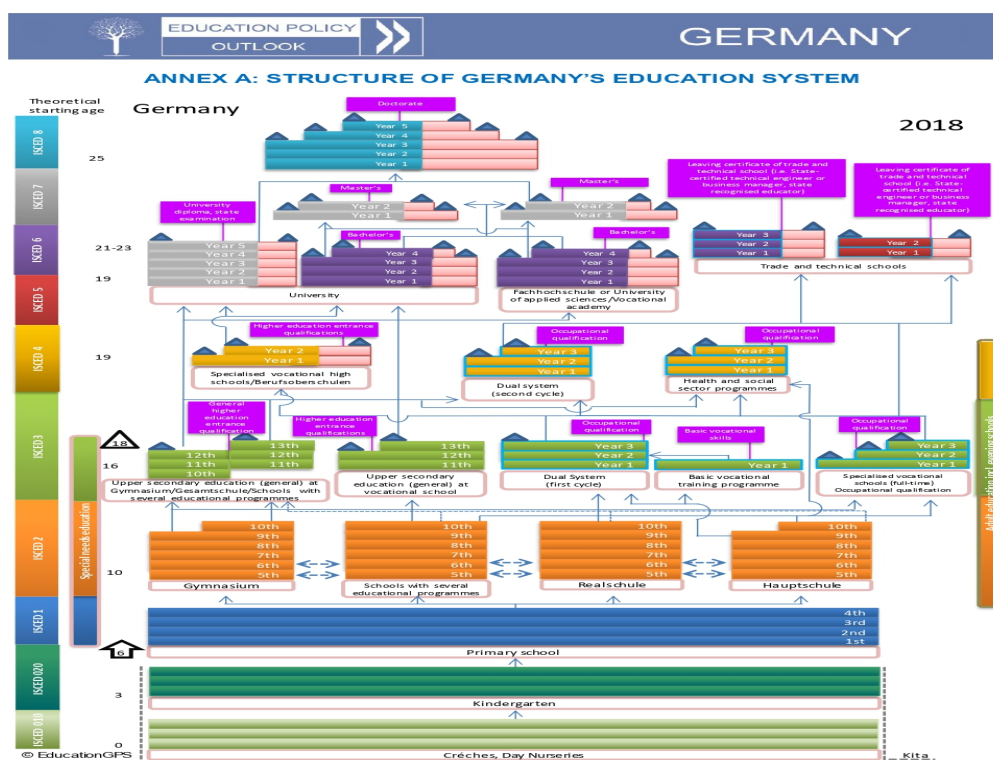 EDUCATION POLICY
OUTLOOK
GERMANY
ANNEX A: STRUCTURE OF GERMANY'S EDUCATION SYSTEM
Theoretical
starting age
Germany
2018
Doctorate
ISCED 8
Year 5
Year 4
Year 3
Year 2
Year 1
25
ISCED 7
Master's
Year 2
Year 1
Master's
Year 2
Year 1
Leaving certificate of trade and
technical school (i.e. State-
certified technical engineer or
business manager, state
recognised educator)
Leaving certificate of
trade and technical
school (i.e. State-
certified technical
engineer or business
manager, state
recognised educator)
University
diploma, state
examination
ISCED 6
21-23
19
Year 5
Year 4
Year 3
Year 2
Year 1
Bachelor's
Year 4
Year 3
Year 2
Year 1
Bachelor's
Year 4
Year 3
Year 2
Year 1
Year 3
Year 2
Year 1
Year 2
Year 1
Trade and technical schools
ISCED 5
University
Fachhochschule or University
of applied sciences/Vocational
academy
ISCED 4
19
Higher education entrance
qualifications
Year 2
Year 1
Specialised vocational high
schools/Berufsoberschulen
Occupational
qualification
Year 3
Year 2
Year 1
Dual system
(second cycle)
Occupational
qualification
Year 3
Year 2
Year 1
Health and social
sector programmes
ISCED 3
18
16
General
higher
education
entrance
qualification
12th
11th
10th
13th
12th
11th
Upper secondary education (general) at
Gymnasium/Gesamtschule/Schools with
several educational programmes
Higher education
entrance
qualifications
13th
12th
11th
Upper secondary
education (general) at
vocational school
Occupational
qualification
Year 3
Year 2
Year 1
Dual System
(first cycle)
Basic vocational
skills
Year 1
Basic vocational
training programme
Occupational
qualification
Year 3
Year 2
Year 1
Specialised vocational
schools (full-time)
Occupational qualification
Adult education incl. evening schools
Special needs education
ISCED 2
10
10th
9th
8th
7th
6th
5th
Gymnasium
10th
9th
8th
7th
6th
5th
Schools with several
educational programmes
10th
9th
8th
7th
6th
5th
Realschule
10th
9th
8th
7th
6th
5th
Hauptschule
ISCED 1
4th
3rd
2nd
1st
6
Primary school
ISCED 020
3
Kindergarten
ISCED 010
0
© EducationGPS
Créches, Day Nurseries
Kita